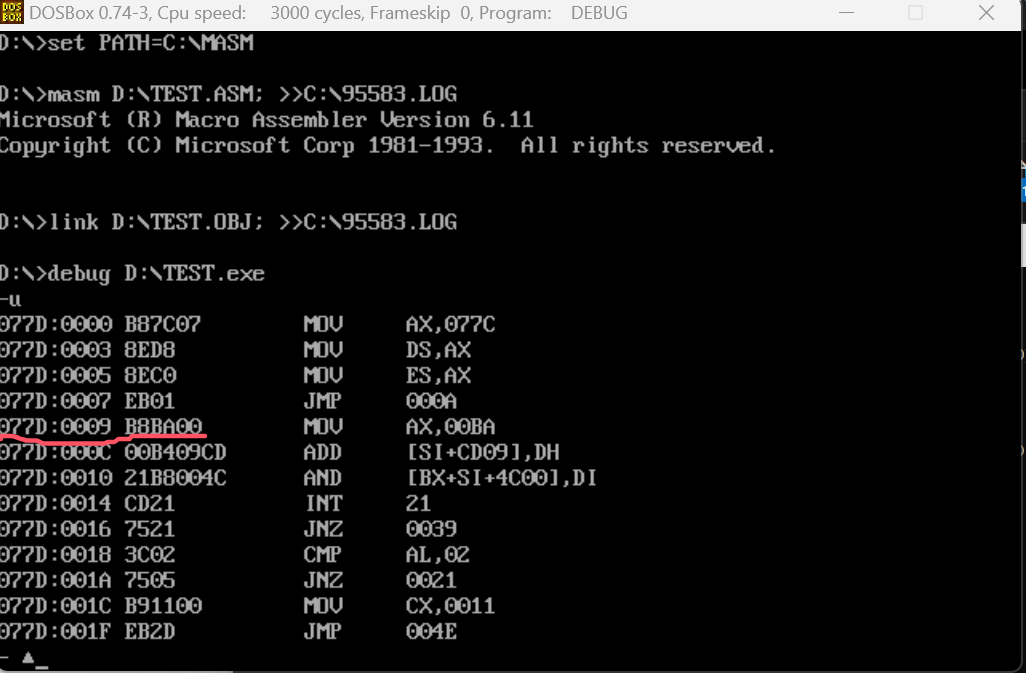 DOS BOX DOSBox 0.74-3, Cpu speed: 3000 cycles, Frameskip 0, Program: DEBUG
D:\>set PATH=C:\MASM
D:\>masm D:\TEST.ASM; >>C:\95583.LOG
Microsoft (R) Macro Assembler Version 6.11
Copyright (C) Microsoft Corp 1981-1993. All rights reserved.
D:\>link D:\TEST.OBJ; >>C:\95583.LOG
D:\>debug D:\TEST.exe
-u
077D:0000 B87C07 MOV AX,077C
077D:0003 8ED8 MOV DS,AX
077D:0005 8EC0 MOV ES,AX
077D:0007 EB01 JMP 000A
077D:0009 B8BA00 MOV AX,00BA
077D:000C 00B409CD ADD [SI+CD09],DH
077D:0010 21B8004C AND [BX+SI+4C00],DI
077D:0014 CD21 INT 21
077D:0016 7521 JNZ 0039
077D:0018 3C02 CMP AL,02
077D:001A 7505 JNZ 0021
077D:001C B91100 MOV CX,0011
077D:001F EB2D JMP 004E
- ▲_